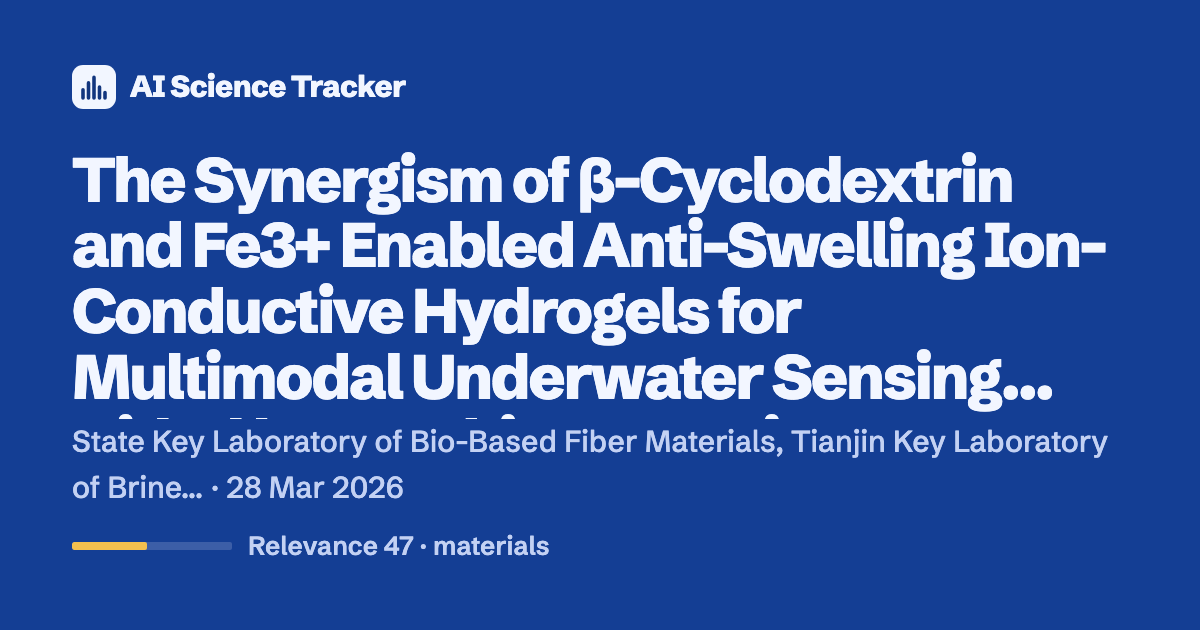 AI Science Tracker
The Synergism of β-Cyclodextrin
and Fe3+ Enabled Anti-Swelling Ion-
Conductive Hydrogels for
Multimodal Underwater Sensing...
State Key Laboratory of Bio-Based Fiber Materials, Tianjin Key Laboratory
of Brine... · 28 Mar 2026
Relevance 47 · materials